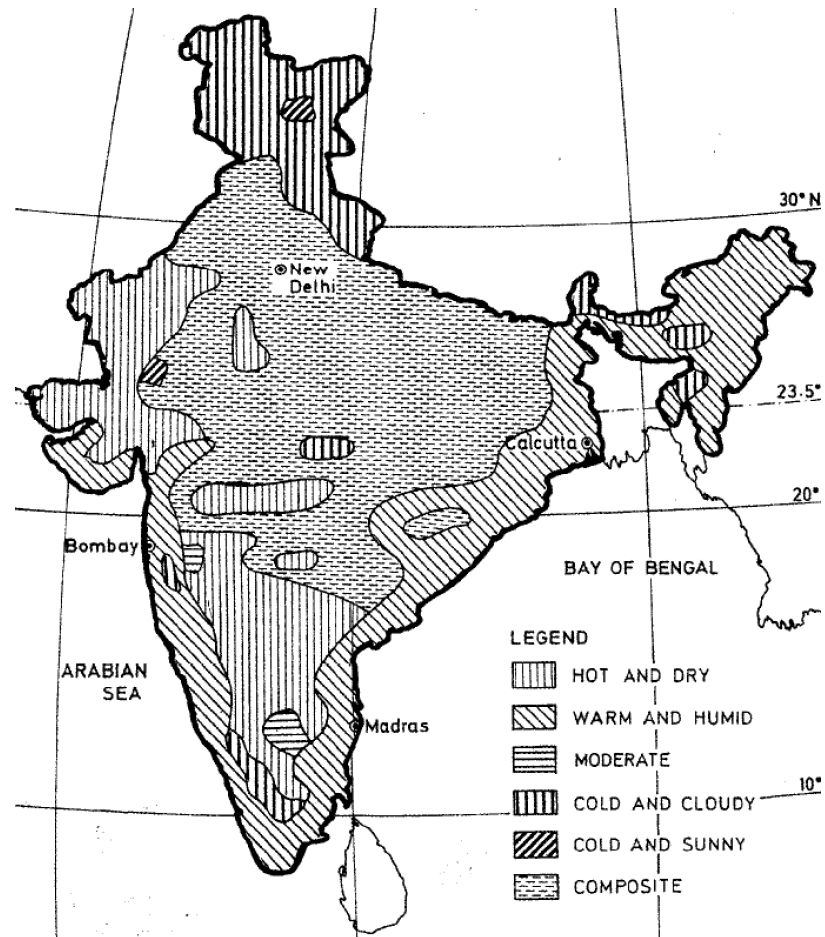 30° N
New
Delhi
23.5°
Calcutta
20°
Bombay
BAY OF BENGAL
LEGEND
ARABIAN
SEA
HOT AND DRY
WARM AND HUMID
Madras
MODERATE
10°
COLD AND CLOUDY
COLD AND SUNNY
COMPOSITE